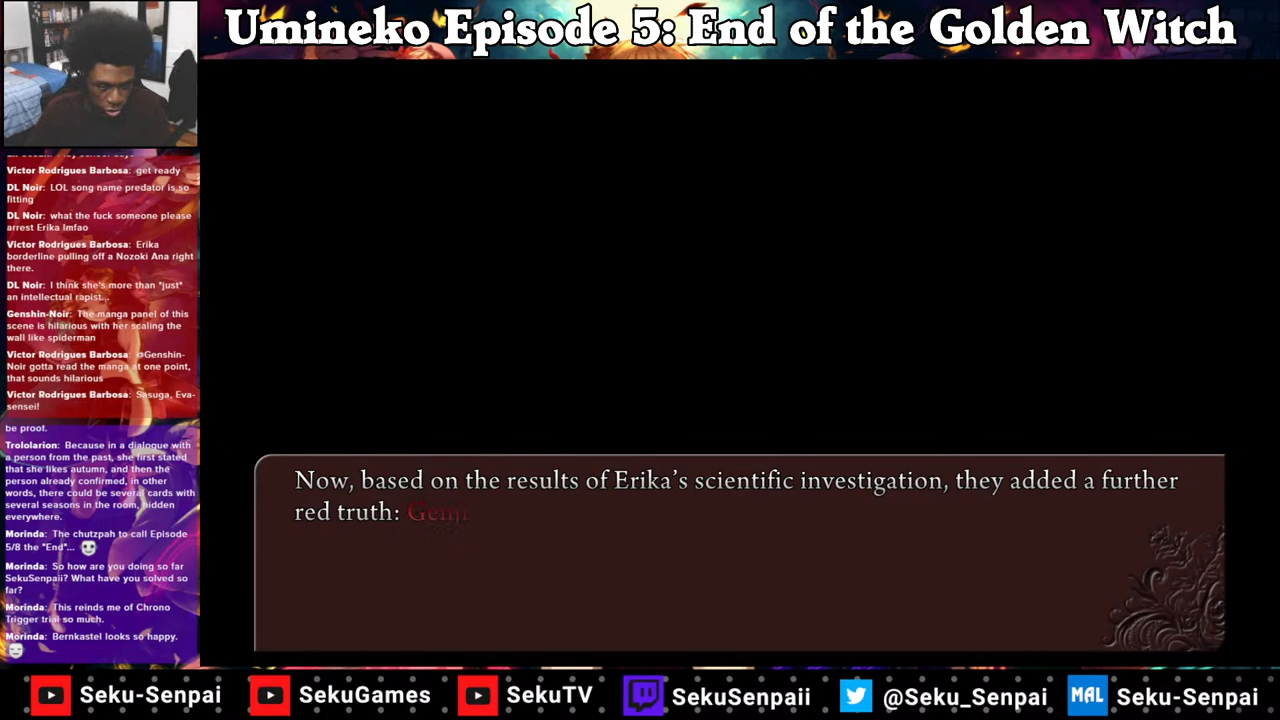 Umineko Episode 5: End of the Golden Witch
Victor Rodrigues Barbosa: get ready
DL Noir: LOL song name predator is so
fitting
DL Noir: what the fuck someone please
arrest Erika lmfao
Victor Rodrigues Barbosa: Erika
borderline pulling off a Nozoki Ana right
there.
DL Noir: I think she's more than *just*
an intellectual rapist...
Genshin-Noir: The manga panel of this
scene is hilarious with her scaling the
wall like spiderman
Victor Rodrigues Barbosa: @Genshin-
Noir gotta read the manga at one point,
that sounds hilarious
Victor Rodrigues Barbosa: Sasuga, Eva-
sensei!
be proof.
Trololarion: Because in a dialogue with
a person from the past, she first stated
that she likes autumn, and then the
person already confirmed, in other
words, there could be several cards with
several seasons in the room, hidden
everywhere.
Morinda: The chutzpah to call Episode
5/8 the "End"...
Morinda: So how are you doing so far
SekuSenpaii? What have you solved so
far?
Morinda: This reinds me of Chrono
Trigger trial so much.
Morinda: Bernkastel looks so happy.
Now, based on the results of Erika's scientific investigation, they added a further
red truth: Genji
Seku-Senpai
SekuGames
SekuTV
SekuSenpaii
@Seku_Senpai
MAL
Seku-Senpai